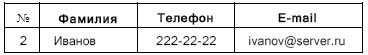 № Фамилия Телефон E-mail
2 Иванов 222-22-22 ivanov@server.ru